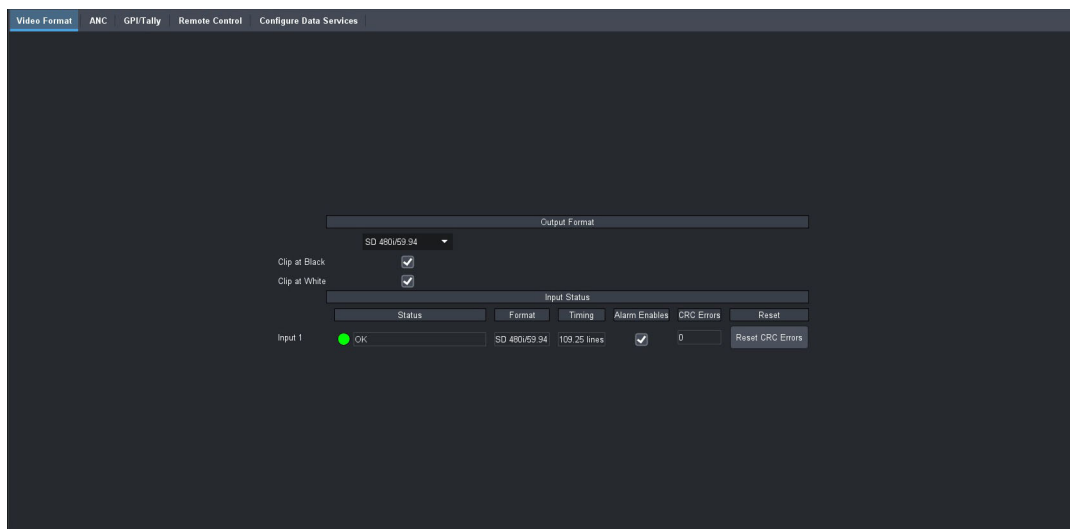 Video Format ANC GPI/Tally Remote Control Configure Data Services
Output Format
SD 480i/59.94
Clip at Black
Clip at White
Input Status
Status Format Timing Alarm Enables CRC Errors Reset
Input 1 OK SD 480i/59.94 109.25 lines 0 Reset CRC Errors